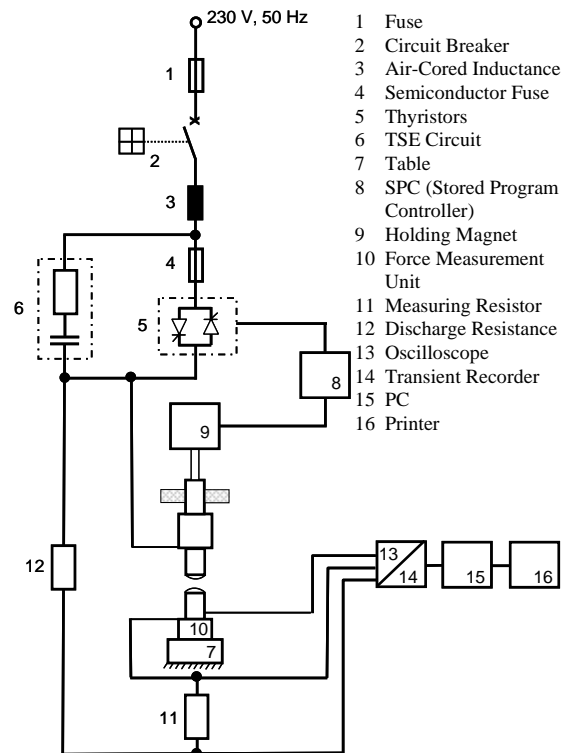 230 V, 50 Hz
1 Fuse
2 Circuit Breaker
3 Air-Cored Inductance
4 Semiconductor Fuse
5 Thyristors
6 TSE Circuit
7 Table
8 SPC (Stored Program
Controller)
9 Holding Magnet
10 Force Measurement
Unit
11 Measuring Resistor
12 Discharge Resistance
13 Oscilloscope
14 Transient Recorder
15 PC
16 Printer
1
2
3
4
6
5
8
9
12
13
14
15
16
10
7
11